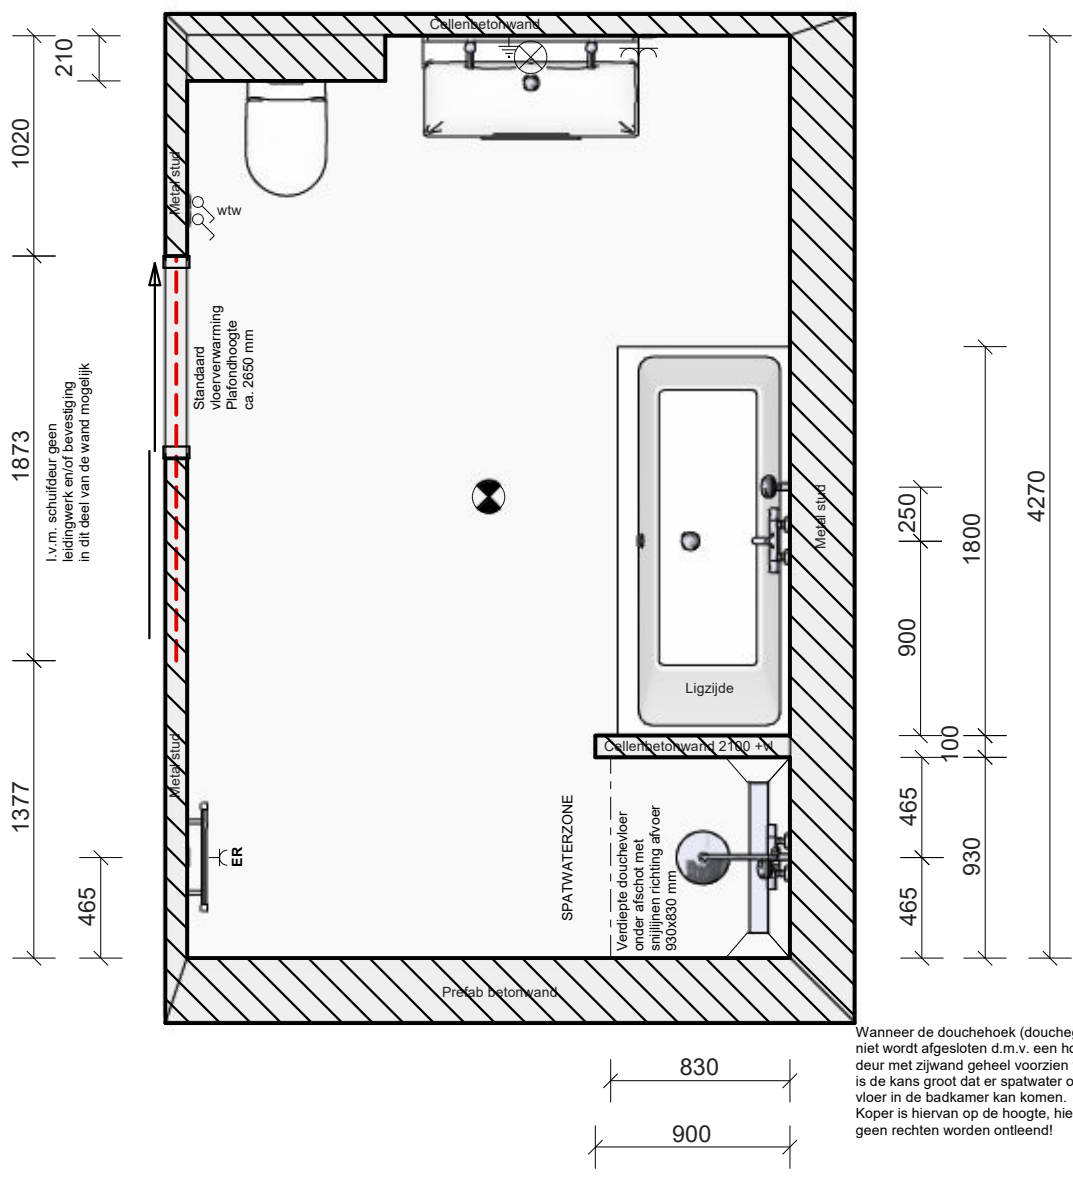 Cellenbetonwand
210
1020
Metal stud
wtw
Standaard
vloerverwarming
Plafondhoogte
ca. 2650 mm
I.v.m. schuifdeur geen
leidingwerk en/of bevestiging
in dit deel van de wand mogelijk
1873
Metal stud
1377
465
ER
Metal stud
Ligzijde
Cellenbetonwand 2100 +vl
SPATWATERZONE
Verdiepte douchevloer
onder afschot met
snijlijnen richting afvoer
930x830 mm
Prefab betonwand
250
900
1800
4270
100
465
930
465
830
900
Wanneer de douchehoek (doucheg
niet wordt afgesloten d.m.v. een ho
deur met zijwand geheel voorzien
is de kans groot dat er spatwater o
vloer in de badkamer kan komen.
Koper is hiervan op de hoogte, hie
geen rechten worden ontleend!